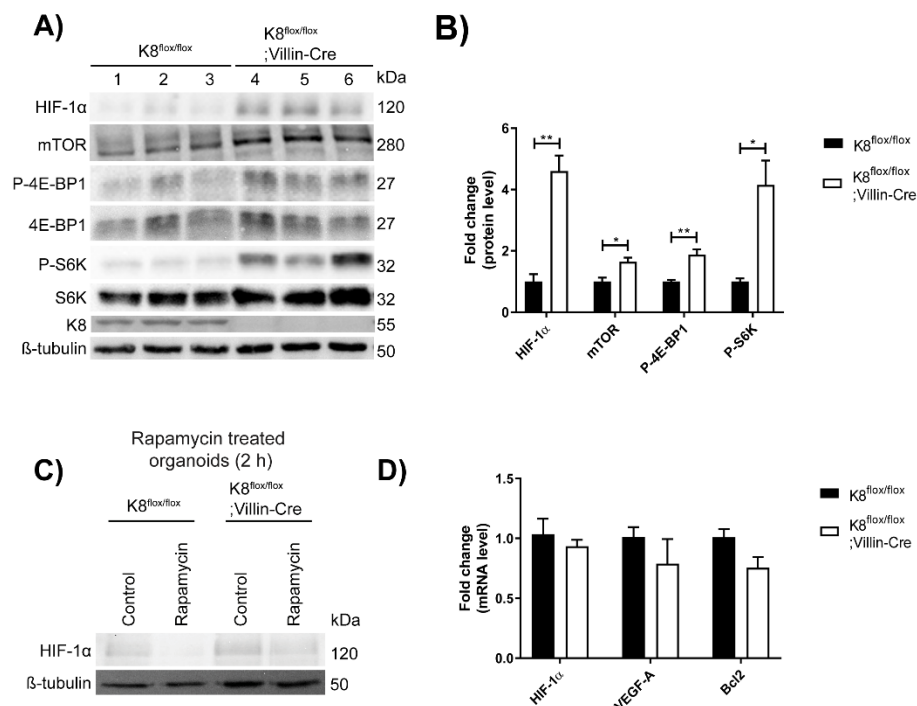 A)
K8flox/flox
K8flox/flox
;Villin-Cre
1 2 3 4 5 6 kDa
HIF-1α 120
mTOR 280
P-4E-BP1 27
4E-BP1 27
P-S6K 32
S6K 32
K8 55
ß-tubulin 50
B)
Fold change
(protein level)
8
6
4
2
0
** * ** *
HIF-1α mTOR P-4E-BP1 P-S6K
K8flox/flox
K8flox/flox
;Villin-Cre
C)
Rapamycin treated
organoids (2 h)
K8flox/flox
K8flox/flox
;Villin-Cre
Control Rapamycin Control Rapamycin kDa
HIF-1α 120
ß-tubulin 50
D)
Fold change
(mRNA level)
1.5
1.0
0.5
0.0
HIF-1α VEGF-A Bcl2
K8flox/flox
K8flox/flox
;Villin-Cre